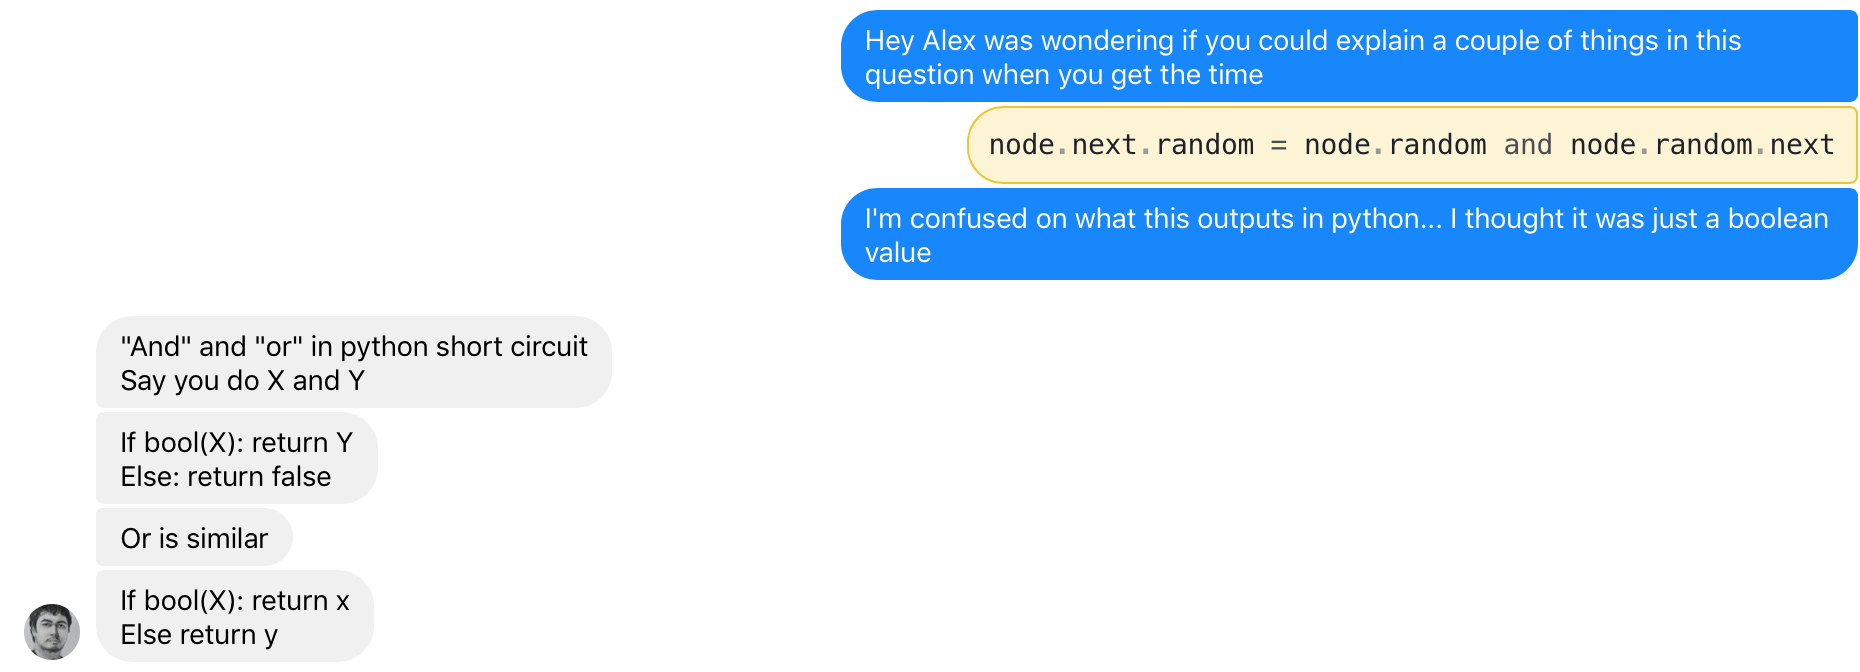 Hey Alex was wondering if you could explain a couple of things in this
question when you get the time
node.next.random = node.random and node.random.next
I'm confused on what this outputs in python... I thought it was just a boolean
value
"And" and "or" in python short circuit
Say you do X and Y
If bool(X): return Y
Else: return false
Or is similar
If bool(X): return x
Else return y